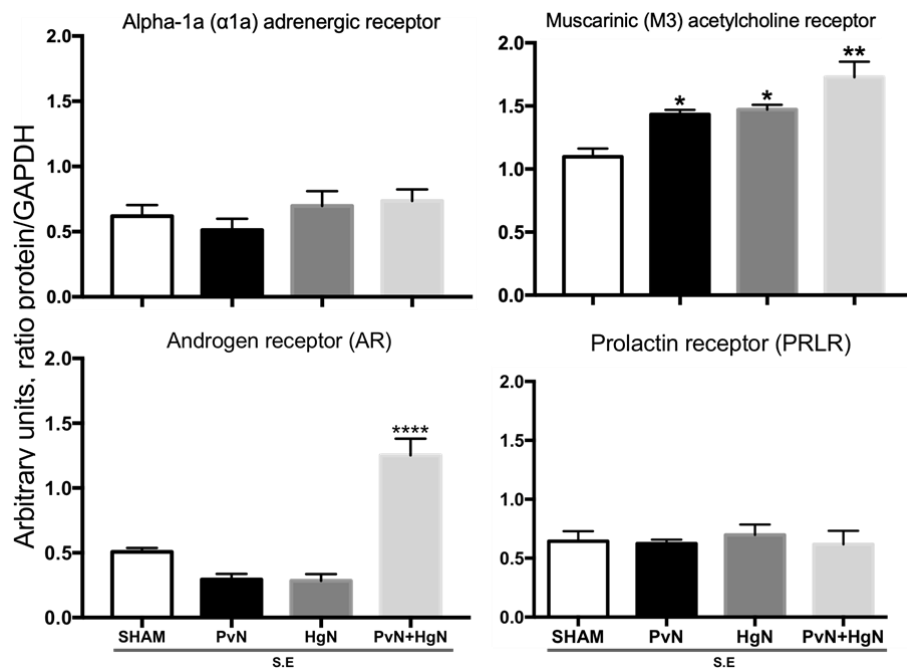 Alpha-1a (α1a) adrenergic receptor
2.0
1.5
1.0
0.5
0.0
Muscarinic (M3) acetylcholine receptor
2.0
1.5
1.0
0.5
0.0
*
*
**
Arbitrary units. ratio protein/GAPDH
Androgen receptor (AR)
2.0
1.5
1.0
0.5
0.0
****
SHAM PvN HgN PvN+HgN
S.E
Prolactin receptor (PRLR)
2.0
1.5
1.0
0.5
0.0
SHAM PvN HgN PvN+HgN
S.E